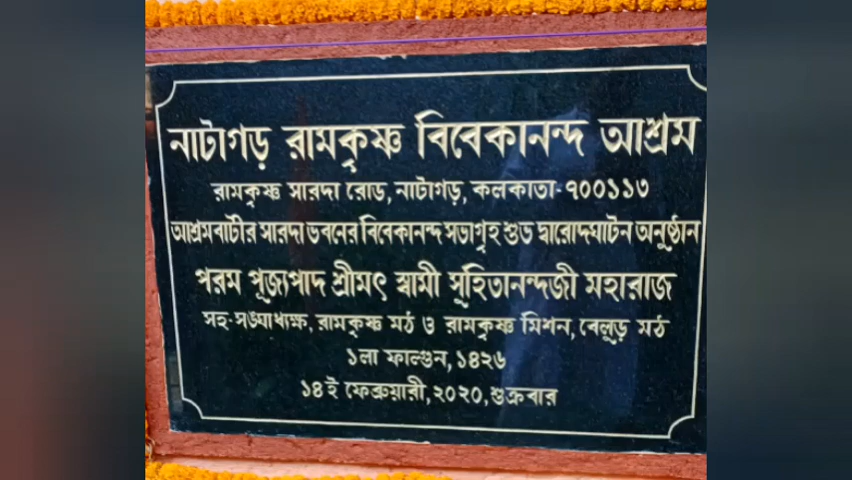 নাটাগড় রামকৃষ্ণ বিবেকানন্দ আশ্রম
রামকৃষ্ণ সারদা রোড, নাটাগড়, কলকাতা-৭০০১১৩
আশ্রমবাটীর সারদা ভবনের বিবেকানন্দ সভাগৃহ শুভ দ্বারোদঘাটন অনুষ্ঠান
পরম পূজ্যপাদ শ্রীমৎ স্বামী সুহিতানন্দজী মহারাজ
সহ-সঙ্ঘাধ্যক্ষ, রামকৃষ্ণ মঠ ও রামকৃষ্ণ মিশন, বেলুড় মঠ
১লা ফাল্গুন, ১৪২৬
১৪ই ফেব্রুয়ারী,২০২০,শুক্রবার